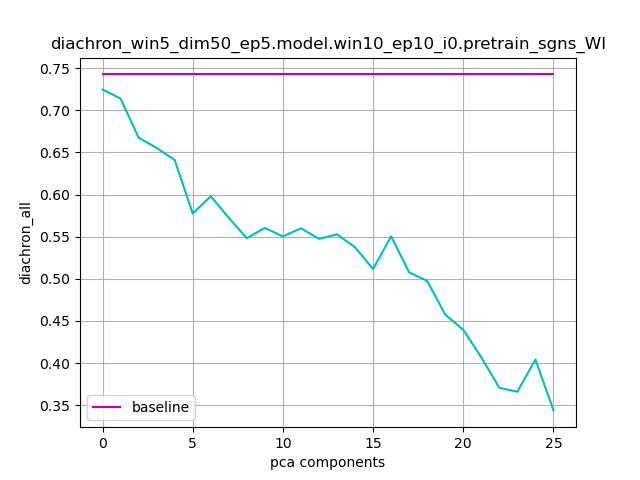 diachron_win5_dim50_ep5.model.win10_ep10_i0.pretrain_sgns_WI
0.75
0.70
0.65
0.60
0.55
0.50
0.45
0.40
0.35
diachron_all
baseline
0 5 10 15 20 25
pca components